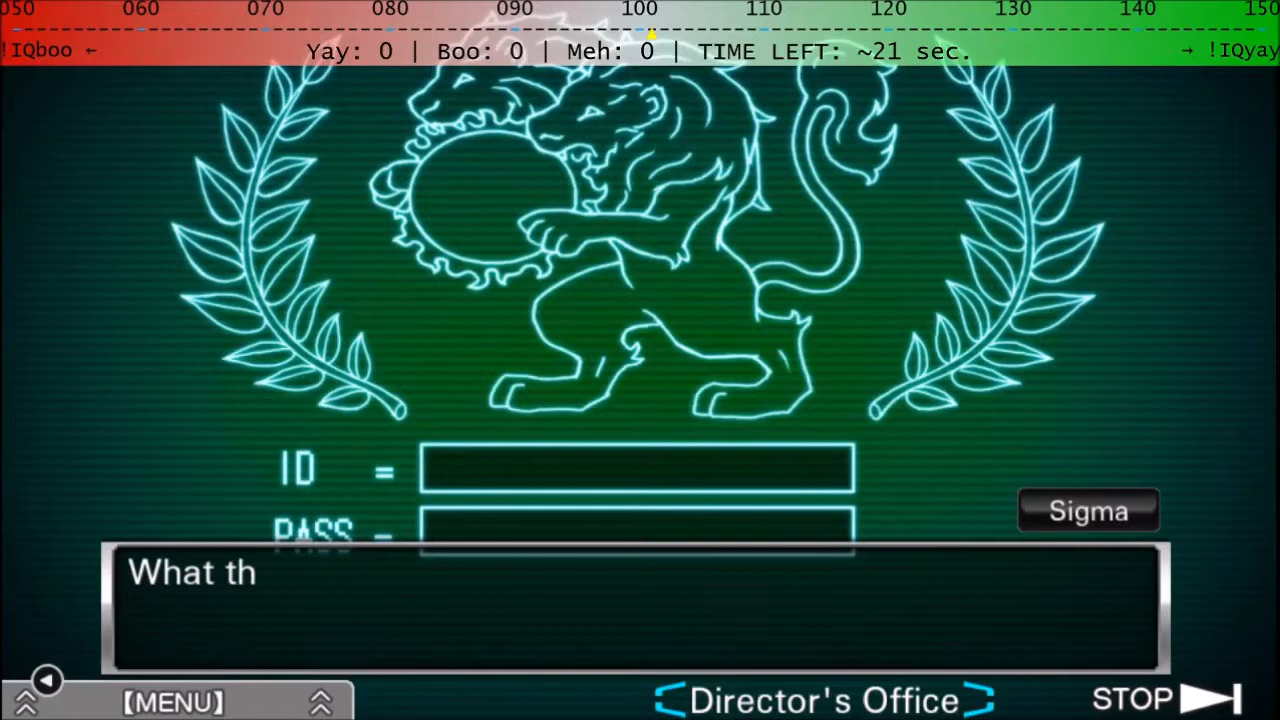 050 060 070 080 090 100 110 120 130 140 150
!IQboo ← Yay: 0 | Boo: 0 | Meh: 0 | TIME LEFT: ~21 sec. → !IQyay
ID =
PASS =
Sigma
What th
【MENU】 Director's Office STOP